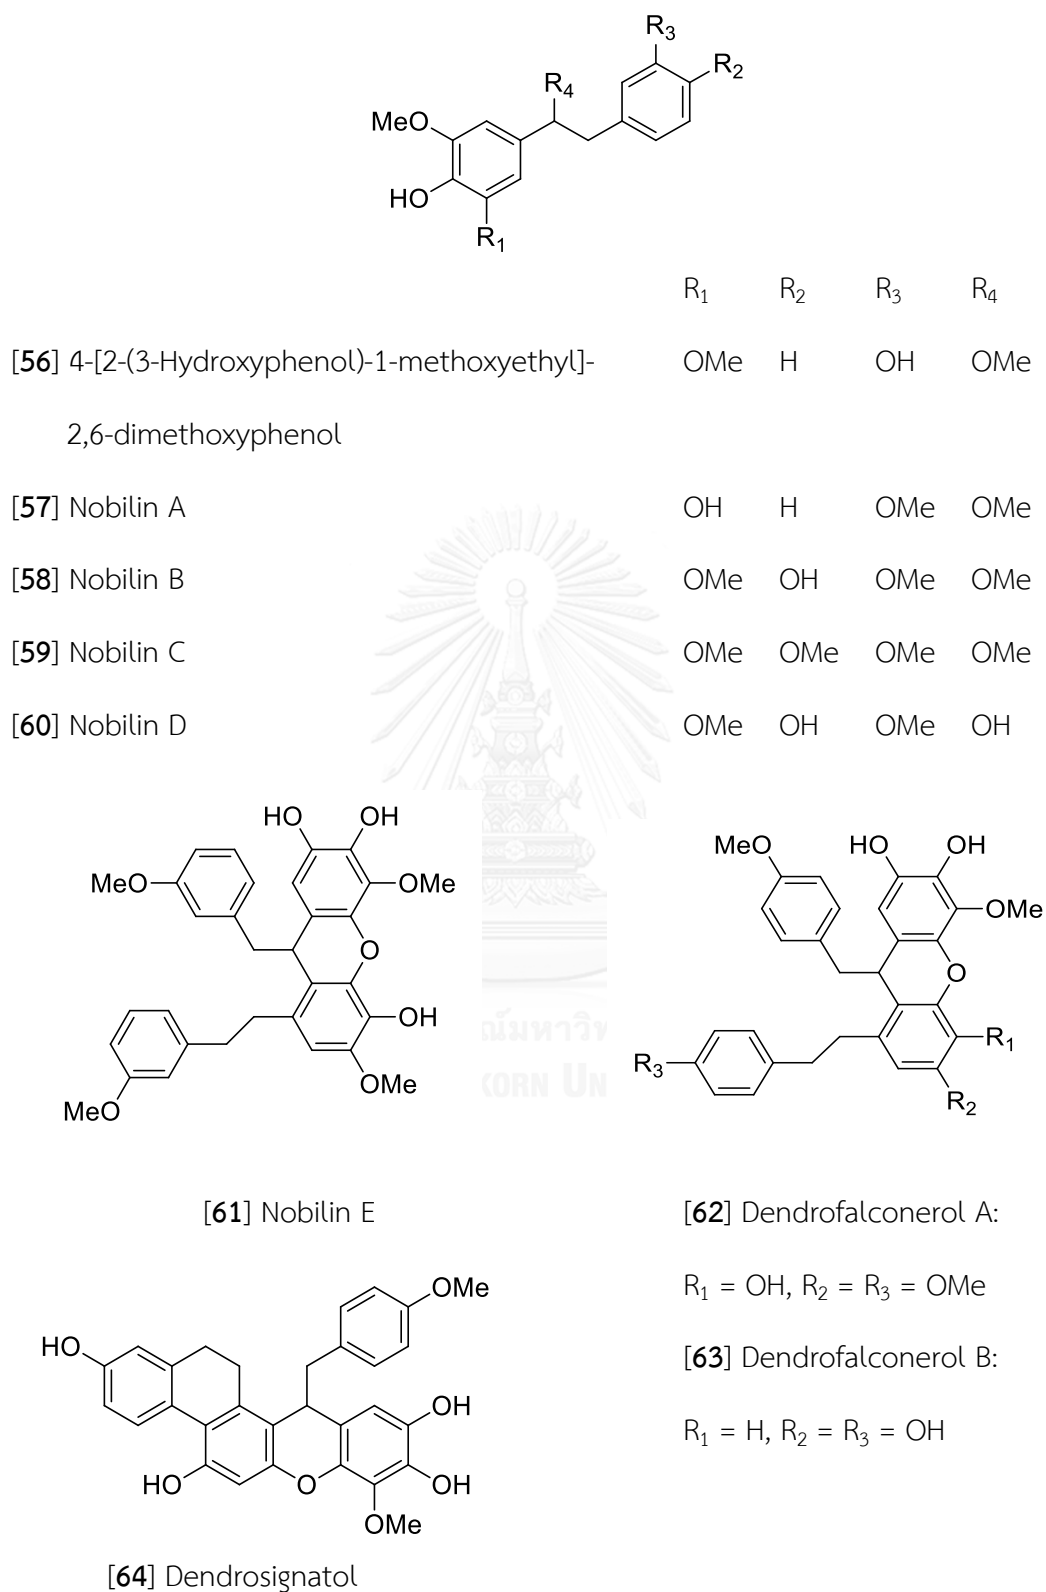 R3
R2
R4
MeO
HO
R1
R1 R2 R3 R4
[56] 4-[2-(3-Hydroxyphenol)-1-methoxyethyl]- OMe H OH OMe
2,6-dimethoxyphenol
[57] Nobilin A OH H OMe OMe
[58] Nobilin B OMe OH OMe OMe
[59] Nobilin C OMe OMe OMe OMe
[60] Nobilin D OMe OH OMe OH
HO OH
MeO OMe
O
OH
OMe
MeO
MeO HO OH
OMe
O
R1
R3
R2
KORN UN
[61] Nobilin E
[62] Dendrofalconerol A:
R1 = OH, R2 = R3 = OMe
[63] Dendrofalconerol B:
R1 = H, R2 = R3 = OH
OMe
HO
OH
HO O OH
OMe
[64] Dendrosignatol